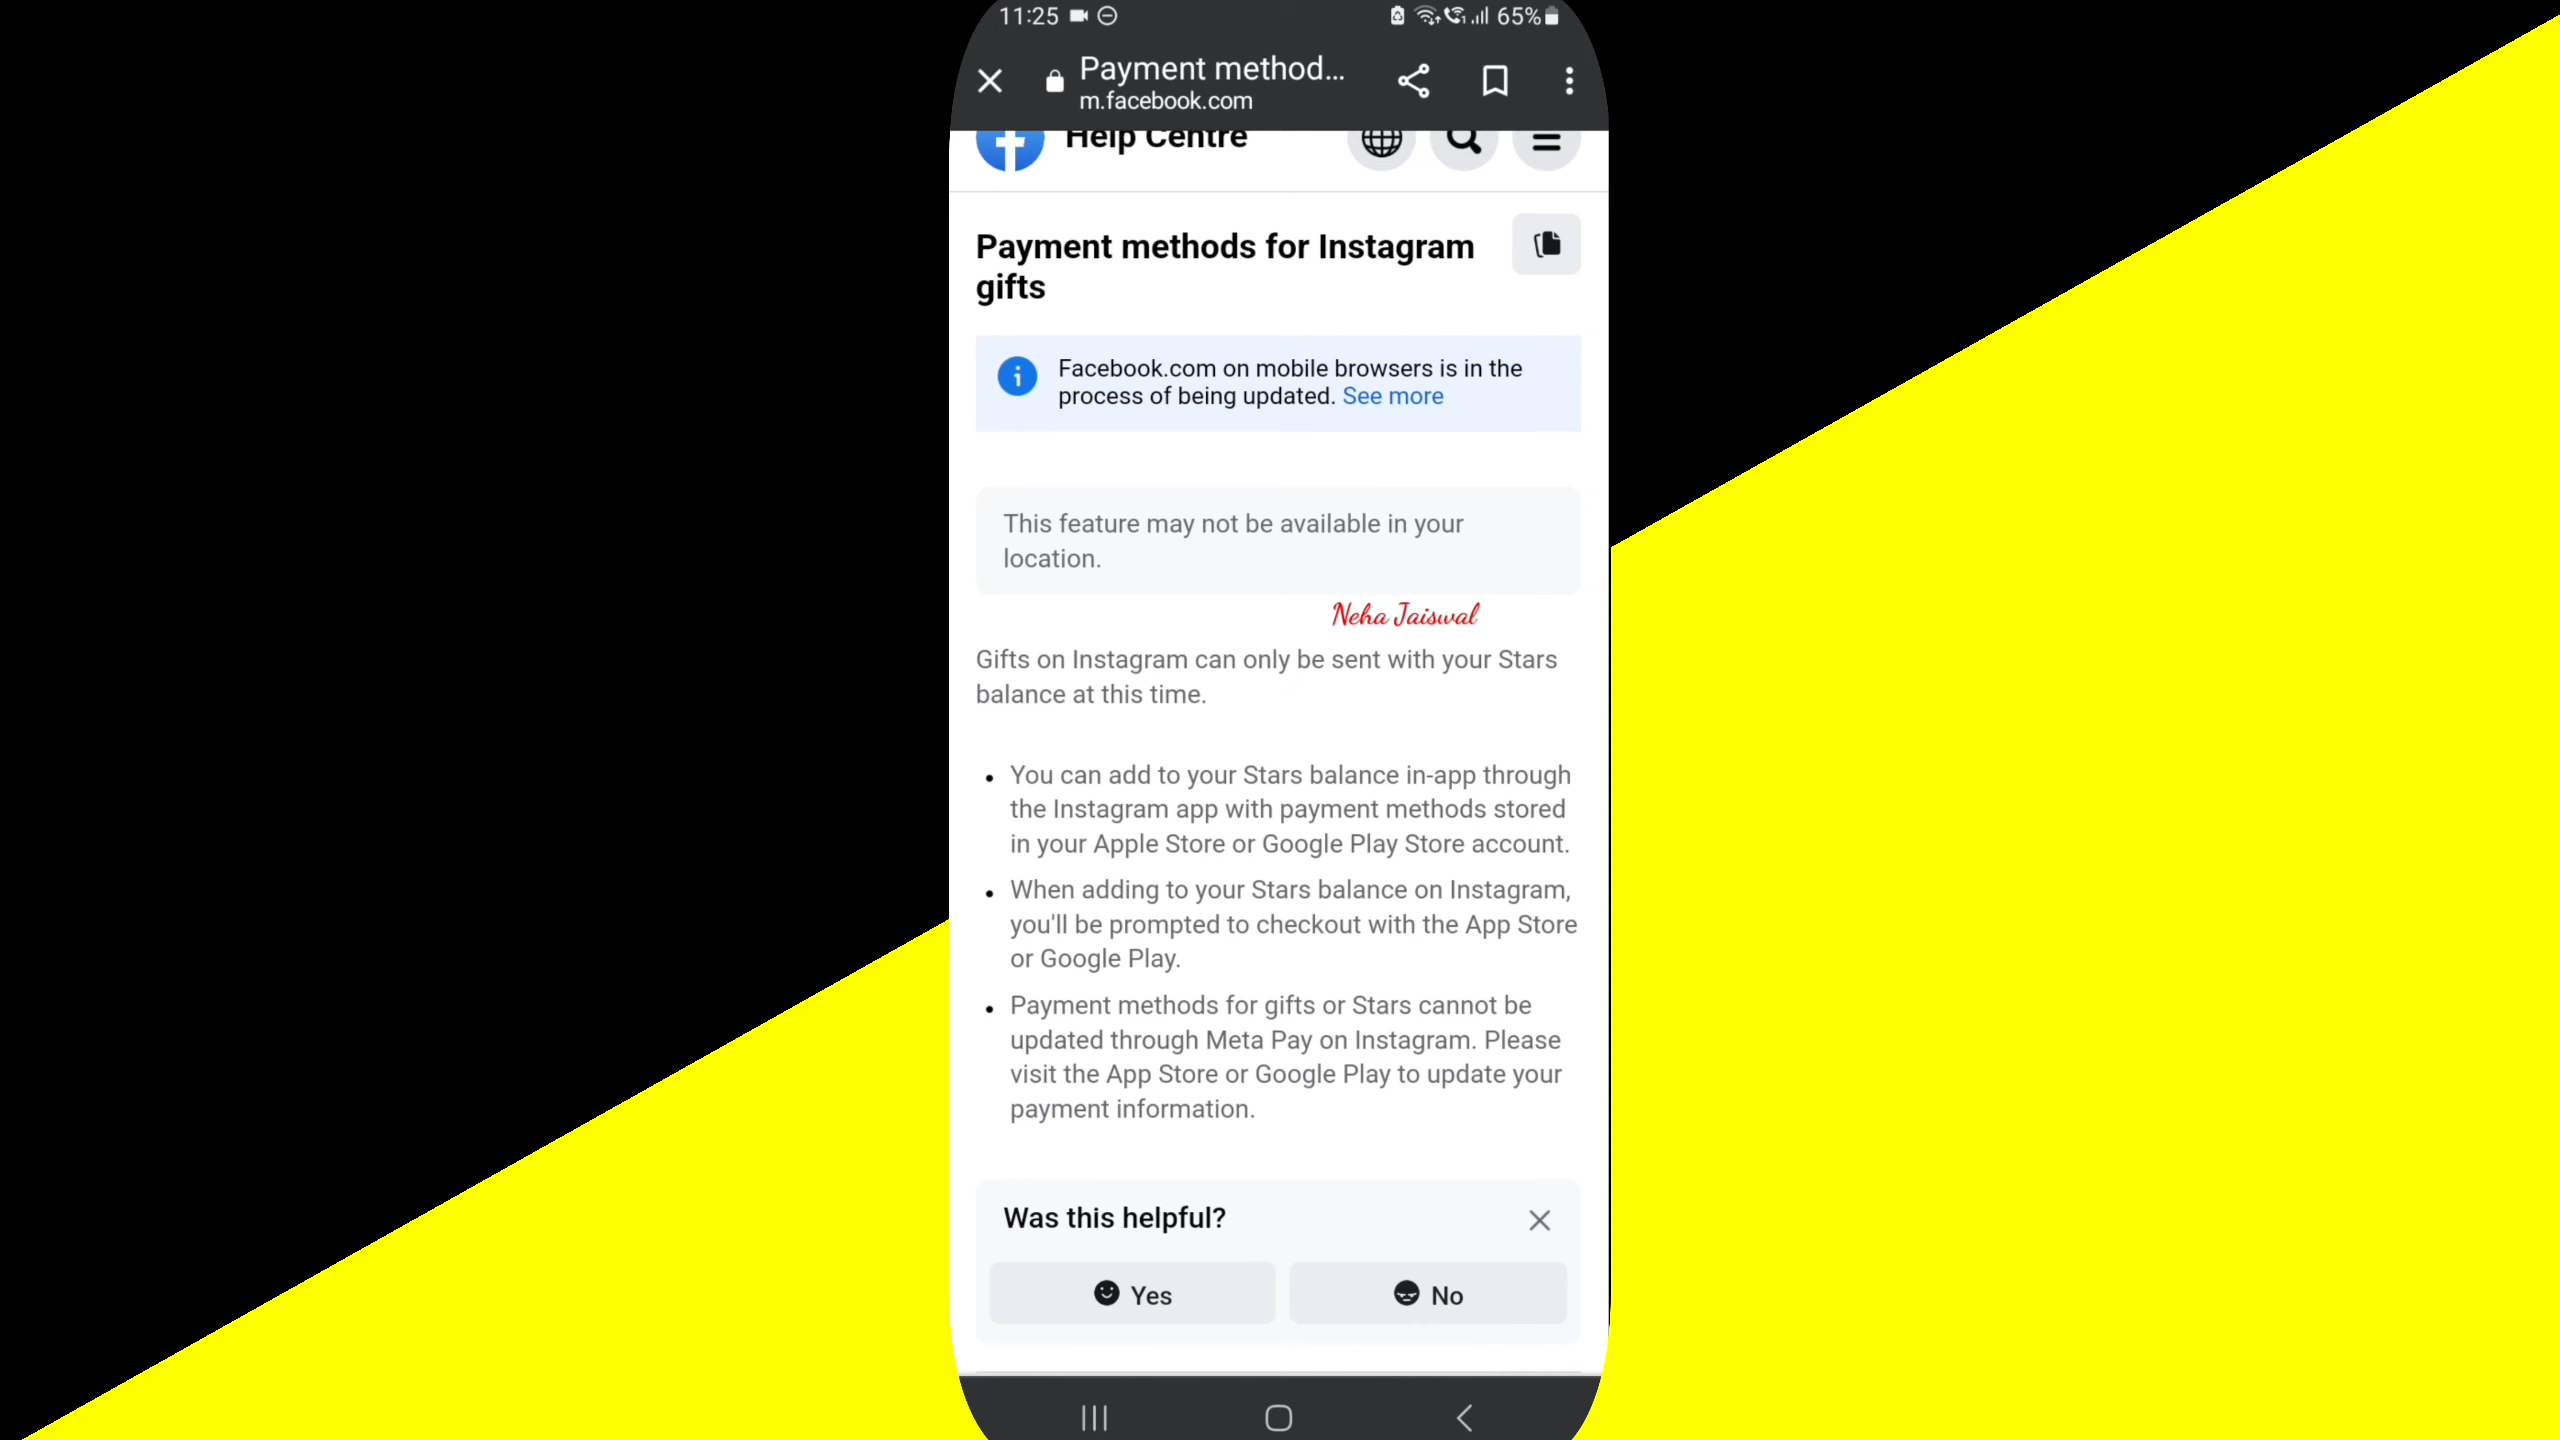 11:25
65%
Payment method...
m.facebook.com
Help Centre
Payment methods for Instagram
gifts
Facebook.com on mobile browsers is in the
process of being updated. See more
This feature may not be available in your
location.
Neha Jaiswal
Gifts on Instagram can only be sent with your Stars
balance at this time.
• You can add to your Stars balance in-app through
the Instagram app with payment methods stored
in your Apple Store or Google Play Store account.
• When adding to your Stars balance on Instagram,
you'll be prompted to checkout with the App Store
or Google Play.
• Payment methods for gifts or Stars cannot be
updated through Meta Pay on Instagram. Please
visit the App Store or Google Play to update your
payment information.
Was this helpful?
Yes
No